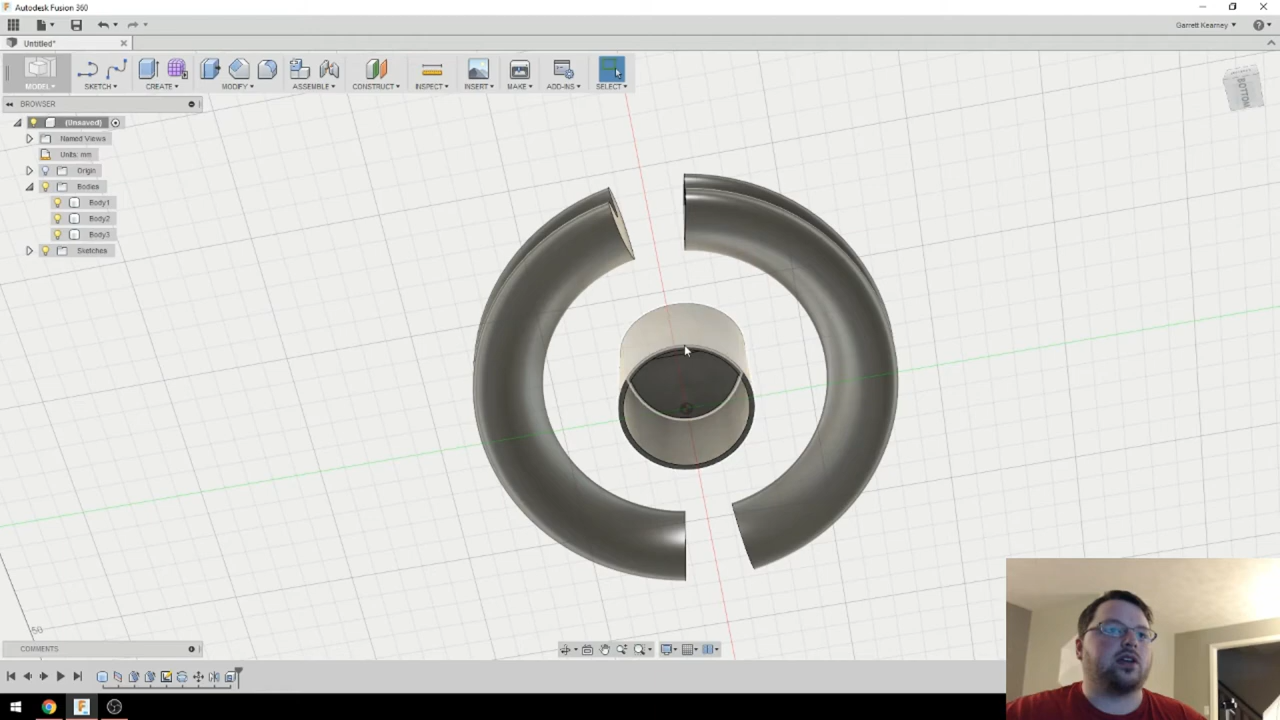 Autodesk Fusion 360
Garrett Kearney
Untitled*
MODEL
SKETCH
CREATE
MODIFY
ASSEMBLE
CONSTRUCT
INSPECT
INSERT
MAKE
ADD-INS
SELECT
BOTTOM
BROWSER
(Unsaved)
Named Views
Units: mm
Origin
Bodies
Body1
Body2
Body3
Sketches
50
COMMENTS